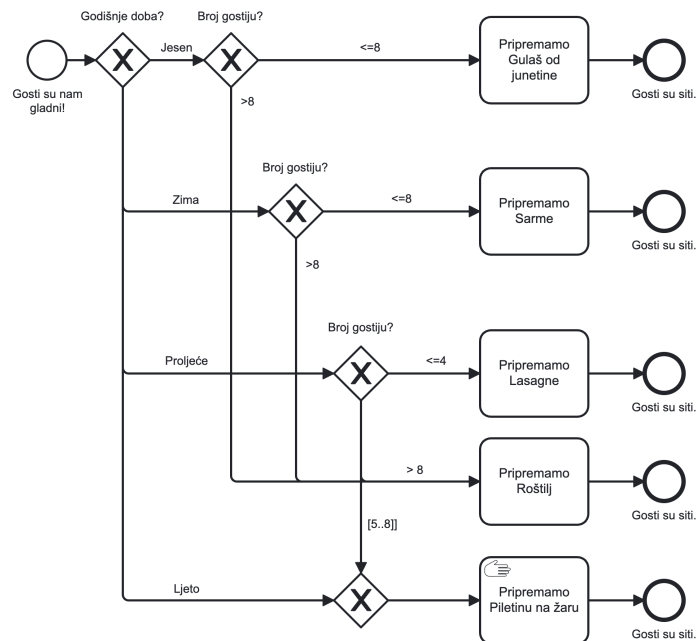 Godišnje doba?
Broj gostiju?
Jesen
<=8
Pripremamo
Gulaš od
junetine
Gosti su nam
gladni!
Gosti su siti.
>8
Broj gostiju?
Zima
<=8
Pripremamo
Sarme
Gosti su siti.
>8
Broj gostiju?
Proljeće
<=4
Pripremamo
Lasagne
Gosti su siti.
> 8
Pripremamo
Roštilj
Gosti su siti.
[5..8]]
Ljeto
Pripremamo
Piletinu na žaru
Gosti su siti.